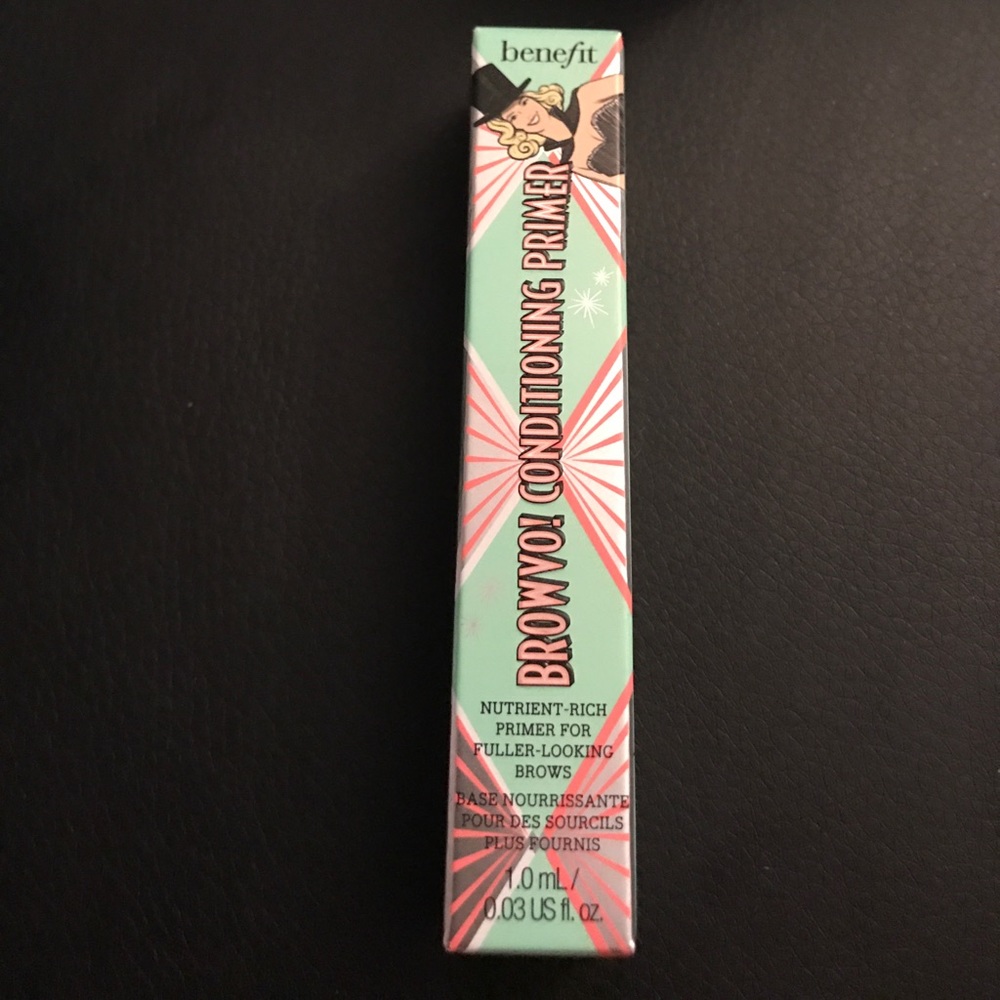 benefit
BROWVO! CONDITIONING PRIMER
NUTRIENT-RICH
PRIMER FOR
FULLER-LOOKING
BROWS
BASE NOURRISSANTE
POUR DES SOURCILS
PLUS FOURNIS
1.0 mL /
0.03 US fl. oz.